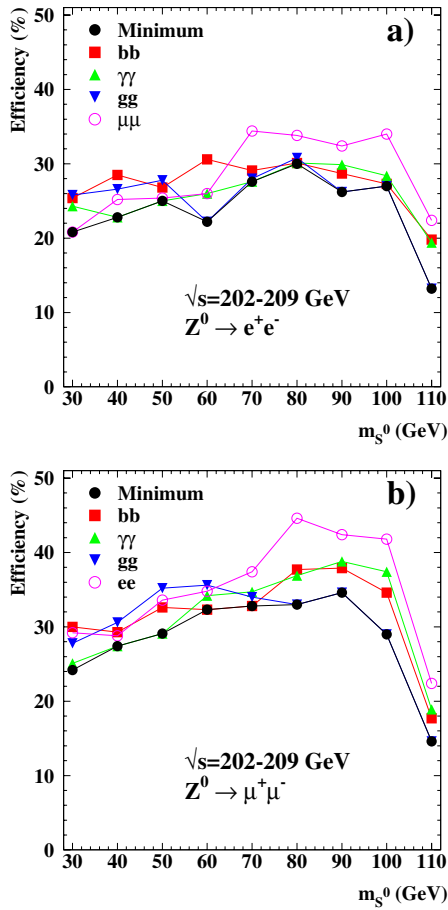 Efficiency (%)
50
40
30
20
10
0
a)
Minimum
bb
γγ
gg
μμ
√s=202-209 GeV
Z⁰ → e⁺e⁻
30 40 50 60 70 80 90 100 110
m_S⁰ (GeV)
Efficiency (%)
50
40
30
20
10
0
b)
Minimum
bb
γγ
gg
ee
√s=202-209 GeV
Z⁰ → μ⁺μ⁻
30 40 50 60 70 80 90 100 110
m_S⁰ (GeV)